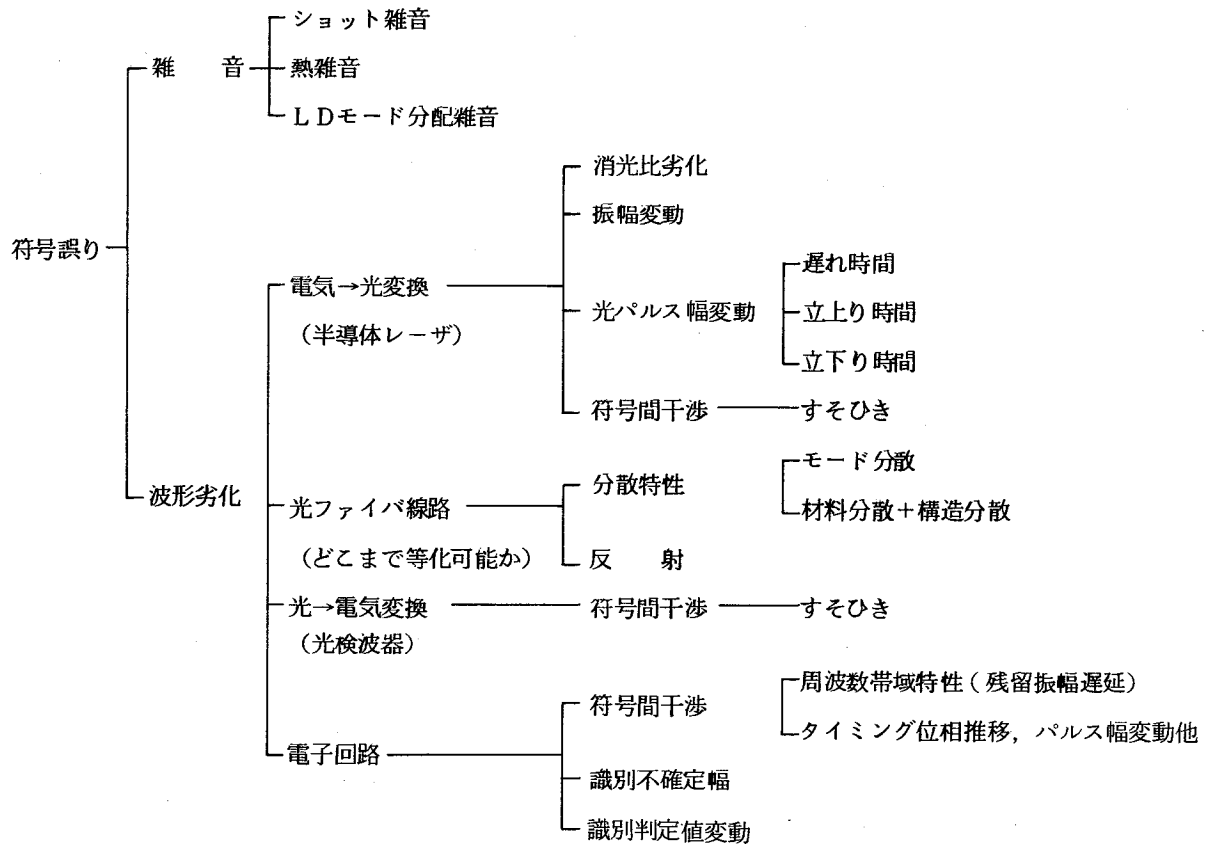 ショット雑音
雑　　音
熱雑音
ＬＤモード分配雑音
消光比劣化
振幅変動
符号誤り
電気→光変換
（半導体レーザ）
光パルス幅変動
遅れ時間
立上り時間
立下り時間
符号間干渉
すそひき
波形劣化
光ファイバ線路
（どこまで等化可能か）
分散特性
モード分散
材料分散＋構造分散
反　　射
光→電気変換
（光検波器）
符号間干渉
すそひき
電子回路
符号間干渉
周波数帯域特性（残留振幅遅延）
タイミング位相推移，パルス幅変動他
識別不確定幅
識別判定値変動